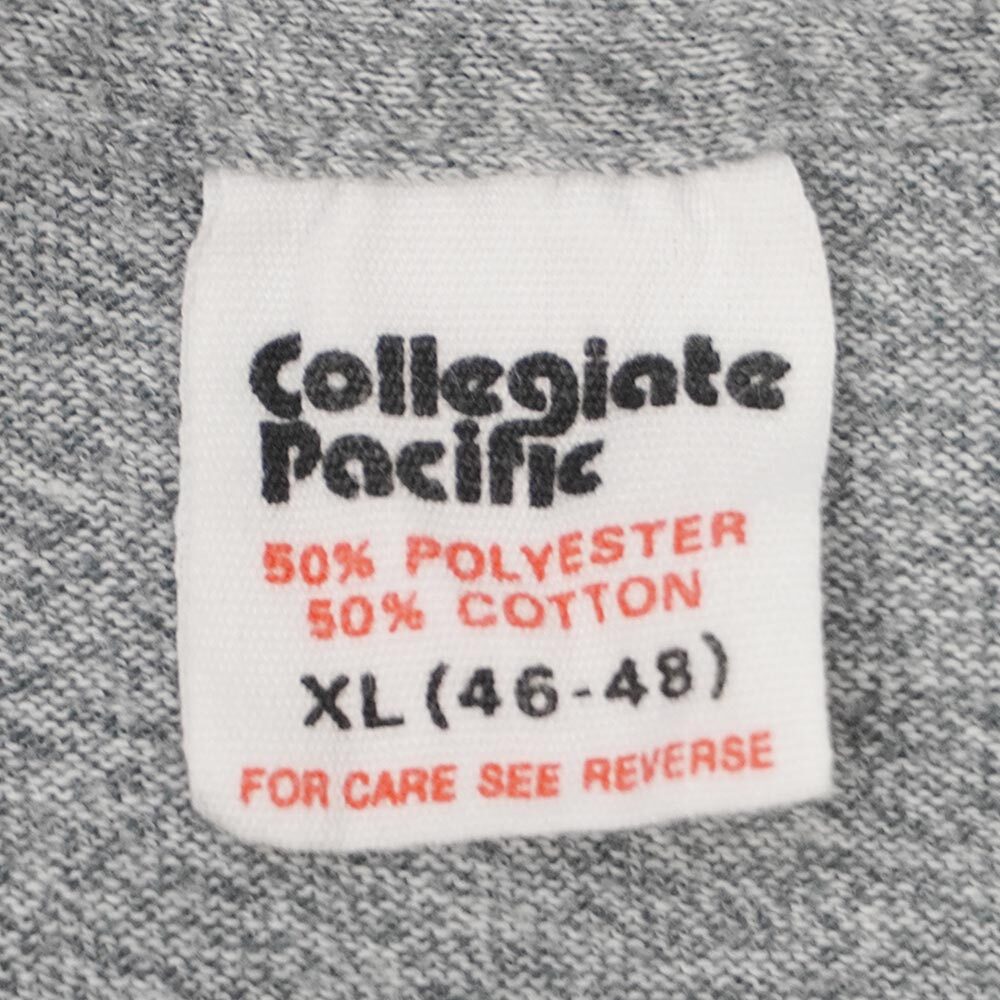 Collegiate
Pacific
50% POLYESTER
50% COTTON
XL (46-48)
FOR CARE SEE REVERSE